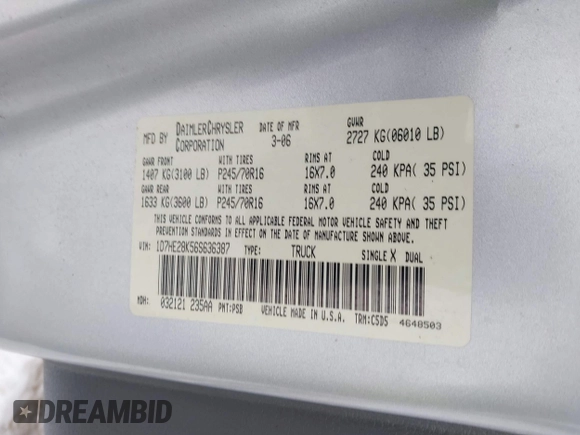 MFD BY DAIMLERCHRYSLER CORPORATION DATE OF MFR 3-06 GVWR 2727 KG(06010 LB)
GAWR FRONT WITH TIRES RIMS AT COLD
1407 KG(3100 LB) P245/70R16 16X7.0 240 KPA( 35 PSI)
GAWR REAR WITH TIRES RIMS AT COLD
1633 KG(3600 LB) P245/70R16 16X7.0 240 KPA( 35 PSI)
THIS VEHICLE CONFORMS TO ALL APPLICABLE FEDERAL MOTOR VEHICLE SAFETY AND THEFT
PREVENTION STANDARDS IN EFFECT ON THE DATE OF MANUFACTURE SHOWN ABOVE.
VIN: 1D7HE28K56S636387 TYPE: TRUCK SINGLE X DUAL
MDH: 032121 235AA PNT:PSB VEHICLE MADE IN U.S.A. TRM:C5D5 4648503
DREAMBID